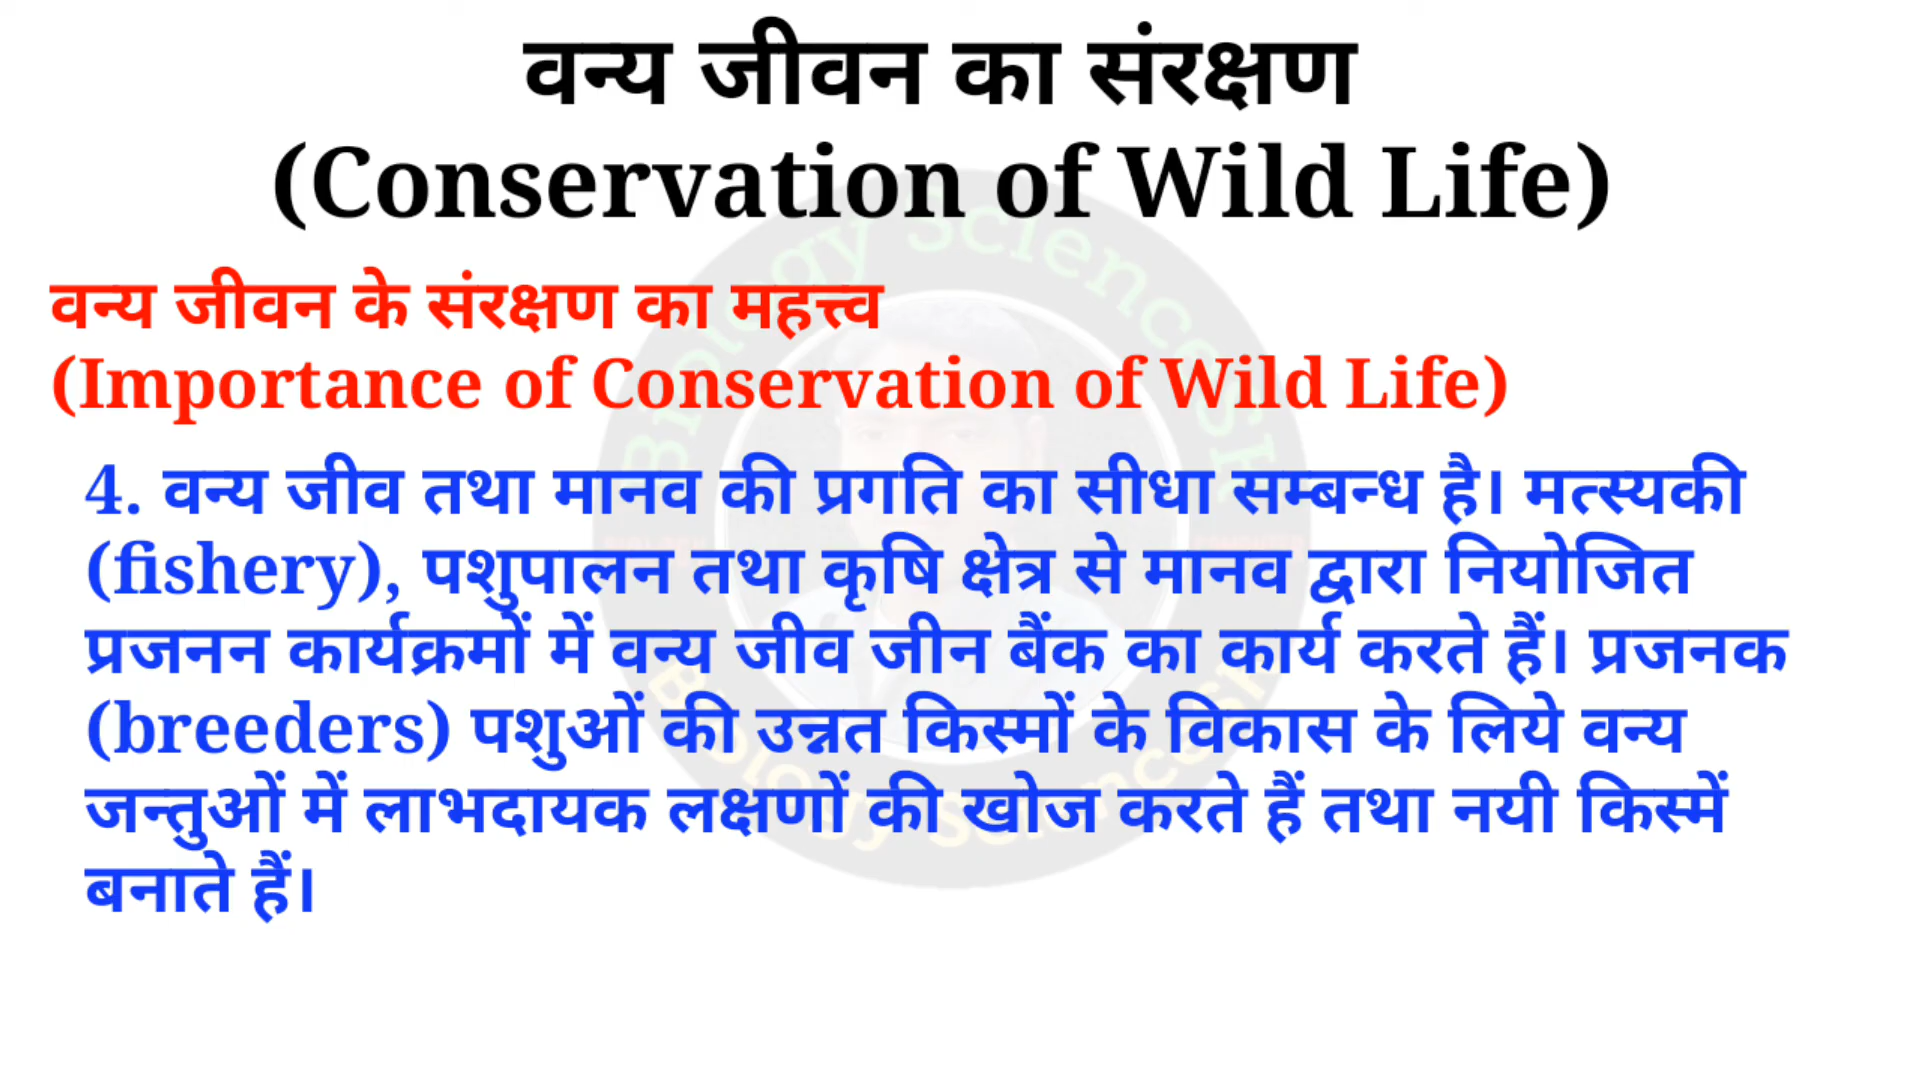 वन्य जीवन का संरक्षण
(Conservation of Wild Life)
वन्य जीवन के संरक्षण का महत्त्व
(Importance of Conservation of Wild Life)
4. वन्य जीव तथा मानव की प्रगति का सीधा सम्बन्ध है। मत्स्यकी
(fishery), पशुपालन तथा कृषि क्षेत्र से मानव द्वारा नियोजित
प्रजनन कार्यक्रमों में वन्य जीव जीन बैंक का कार्य करते हैं। प्रजनक
(breeders) पशुओं की उन्नत किस्मों के विकास के लिये वन्य
जन्तुओं में लाभदायक लक्षणों की खोज करते हैं तथा नयी किस्में
बनाते हैं।